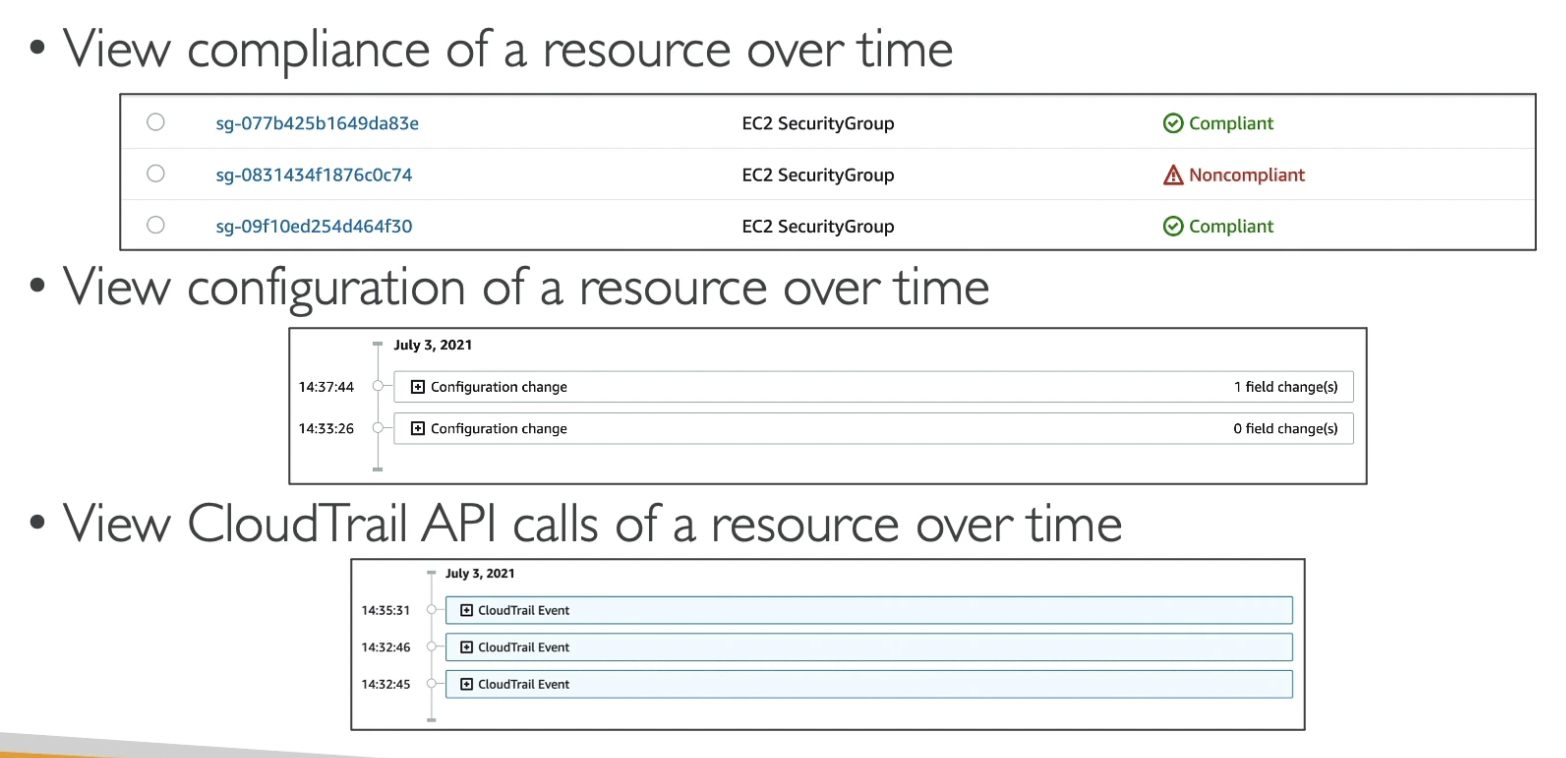 • View compliance of a resource over time
sg-077b425b1649da83e EC2 SecurityGroup Compliant
sg-0831434f1876c0c74 EC2 SecurityGroup Noncompliant
sg-09f10ed254d464f30 EC2 SecurityGroup Compliant
• View configuration of a resource over time
July 3, 2021
14:37:44 Configuration change 1 field change(s)
14:33:26 Configuration change 0 field change(s)
• View CloudTrail API calls of a resource over time
July 3, 2021
14:35:31 CloudTrail Event
14:32:46 CloudTrail Event
14:32:45 CloudTrail Event